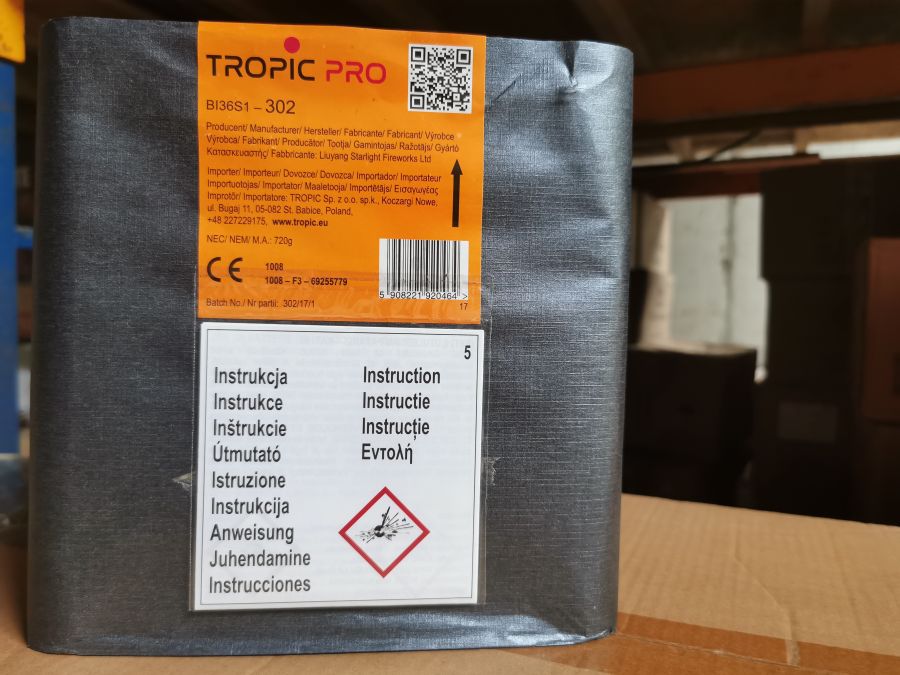 TROPIC PRO
BI36S1 – 302
Producent/ Manufacturer/ Hersteller/ Fabricante/ Fabricant/ Výrobce
Výrobca/ Fabrikant/ Producător/ Tootja/ Gamintojas/ Ražotājs/ Gyártó
Κατασκευαστής/ Fabbricante: Liuyang Starlight Fireworks Ltd
Importer/ Importeur/ Dovozce/ Dovozca/ Importador/ Importateur
Importuotojas/ Importator/ Maaletooja/ Importētājs/ Εισαγωγέας
Improtőr/ Importatore: TROPIC Sp. z o.o. sp.k., Koczargi Nowe,
ul. Bugaj 11, 05-082 St. Babice, Poland,
+48 227229175, www.tropic.eu
NEC/ NEM/ M.A.: 720g
CE 1008
1008 – F3 – 69255779
5 908221 920464 >
Batch No./ Nr partii: 302/17/1
17
5
Instrukcja
Instrukce
Inštrukcie
Útmutató
Istruzione
Instrukcija
Anweisung
Juhendamine
Instrucciones
Instruction
Instructie
Instrucție
Εντολή